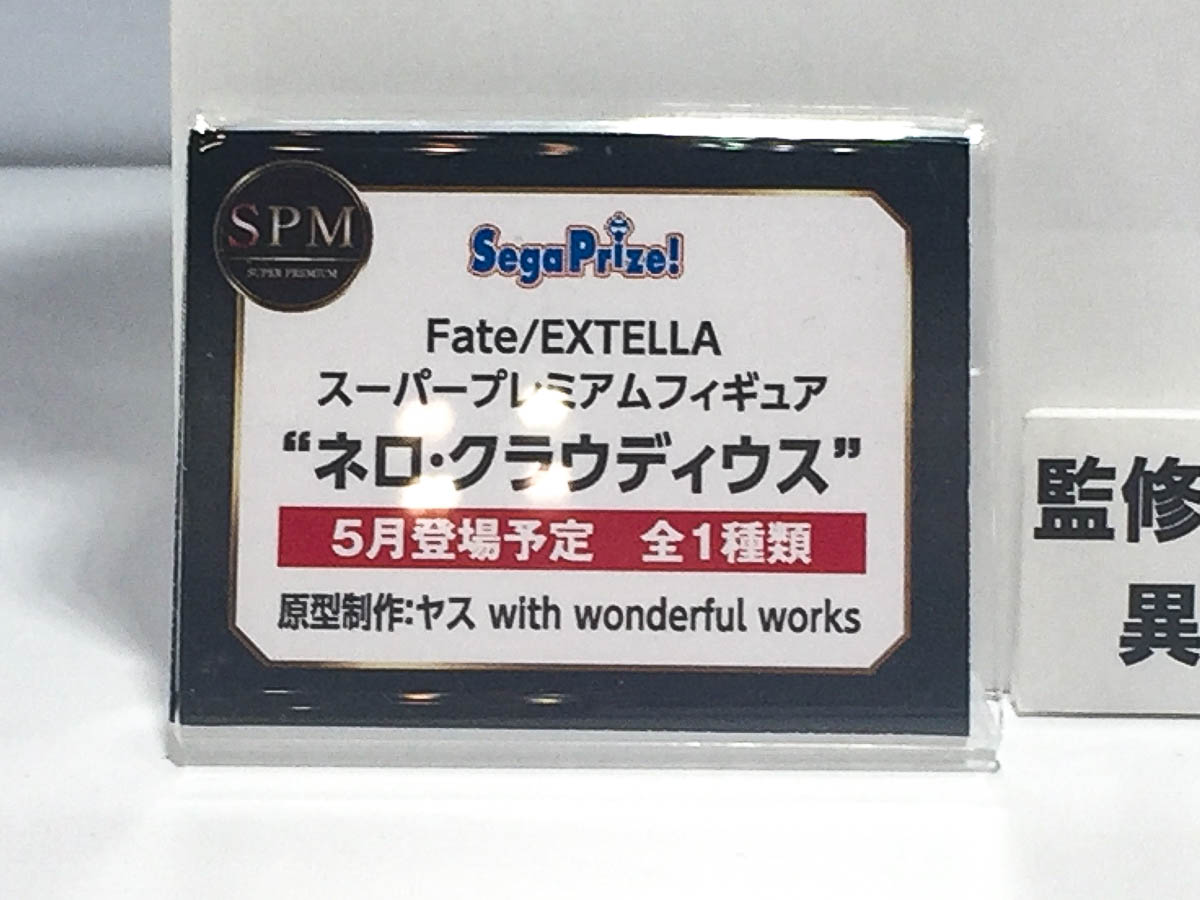 SPM
SUPER PREMIUM
SegaPrize!
Fate/EXTELLA
スーパープレミアムフィギュア
“ネロ・クラウディウス”
5月登場予定 全1種類
原型制作:ヤス with wonderful works
監修
異